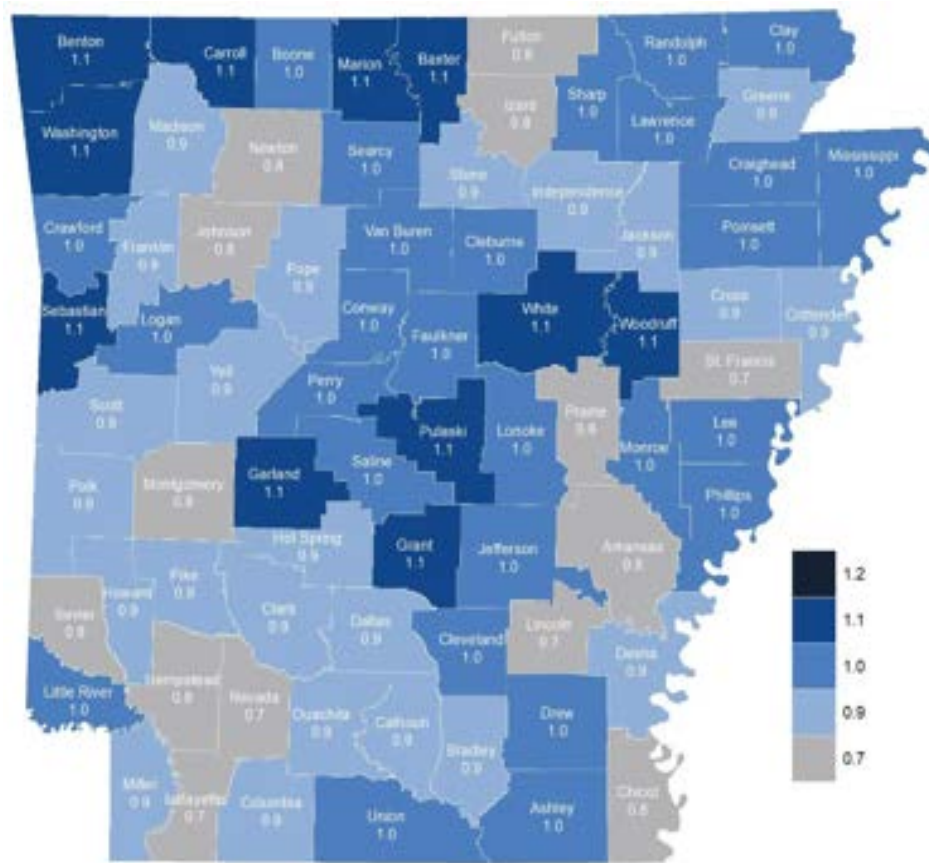 Benton
1.1
Carroll
1.1
Boone
1.0
Marion
1.1
Baxter
1.1
Fulton
0.8
Randolph
1.0
Clay
1.0
Washington
1.1
Madison
0.9
Newton
0.8
Searcy
1.0
Stone
0.9
Izard
0.8
Sharp
1.0
Lawrence
1.0
Greene
0.9
Independence
0.9
Craighead
1.0
Mississippi
1.0
Crawford
1.0
Franklin
0.9
Johnson
0.8
Pope
0.9
Van Buren
1.0
Cleburne
1.0
Jackson
0.9
Poinsett
1.0
Sebastian
1.1
Logan
1.0
Conway
1.0
Faulkner
1.0
White
1.1
Woodruff
1.1
Cross
0.9
Crittenden
0.9
St. Francis
0.7
Scott
0.9
Yell
0.9
Perry
1.0
Pulaski
1.1
Lonoke
1.0
Prairie
0.8
Monroe
1.0
Lee
1.0
Polk
0.9
Montgomery
0.8
Garland
1.1
Saline
1.0
Phillips
1.0
Hot Spring
0.9
Grant
1.1
Jefferson
1.0
Arkansas
0.8
Sevier
0.8
Howard
0.9
Pike
0.9
Clark
0.9
Dallas
0.9
Cleveland
1.0
Lincoln
0.7
Desha
0.9
Little River
1.0
Hempstead
0.8
Nevada
0.7
Ouachita
0.9
Calhoun
0.9
Bradley
0.9
Drew
1.0
Miller
0.9
Lafayette
0.7
Columbia
0.9
Union
1.0
Ashley
1.0
Chicot
0.8
1.2
1.1
1.0
0.9
0.7